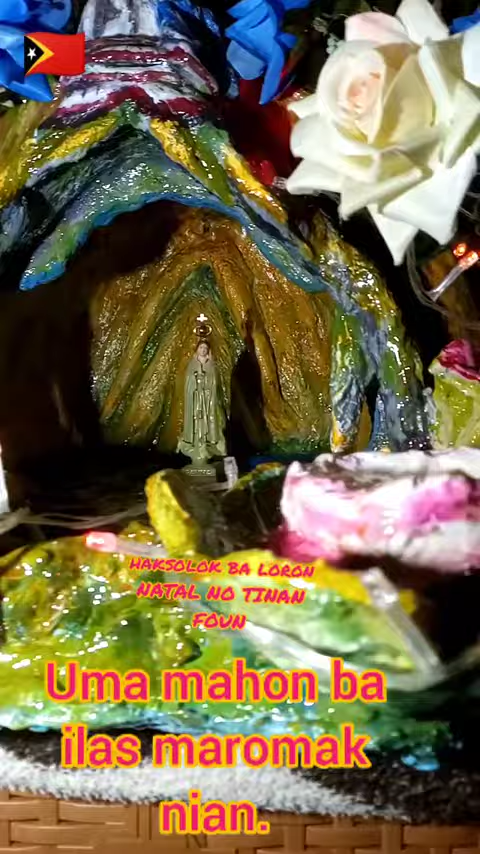 HAKSOLOK BA LORON
NATAL NO TINAN
FOUN
Uma mahon ba
ilas maromak
nian.